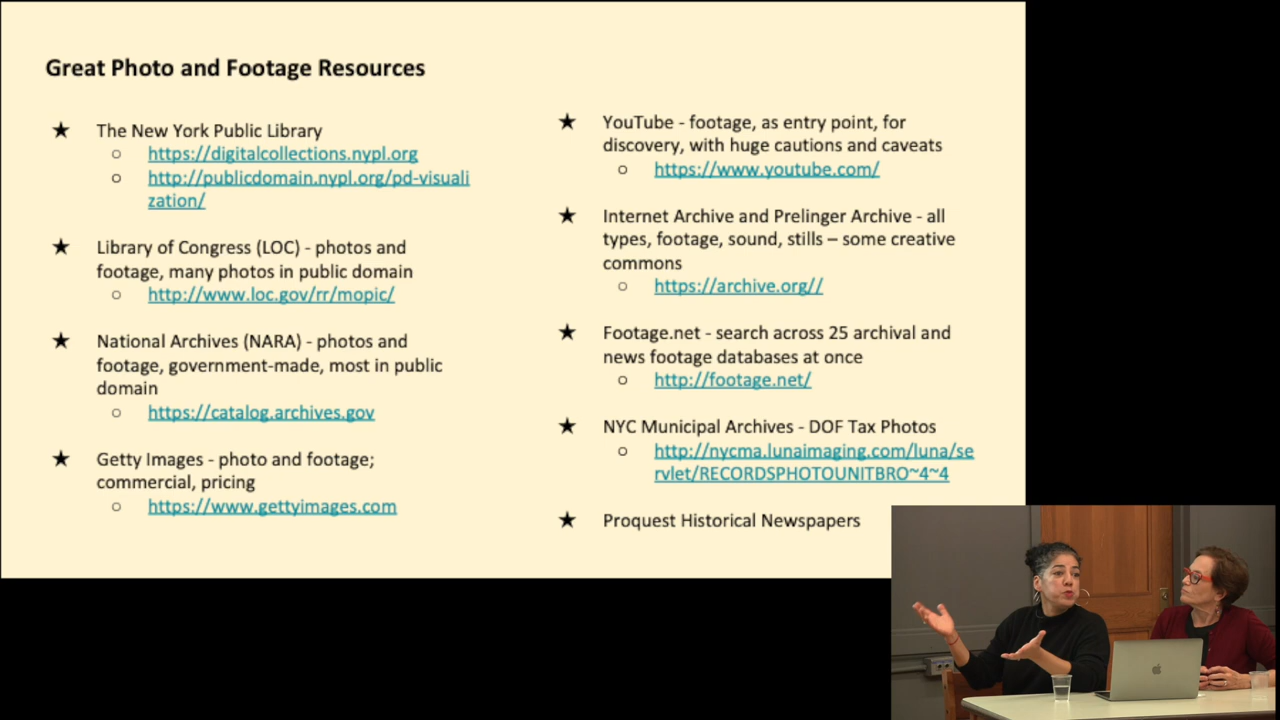 Great Photo and Footage Resources
★ The New York Public Library
○ https://digitalcollections.nypl.org
○ http://publicdomain.nypl.org/pd-visuali
zation/
★ Library of Congress (LOC) - photos and
footage, many photos in public domain
○ http://www.loc.gov/rr/mopic/
★ National Archives (NARA) - photos and
footage, government-made, most in public
domain
○ https://catalog.archives.gov
★ Getty Images - photo and footage;
commercial, pricing
○ https://www.gettyimages.com
★ YouTube - footage, as entry point, for
discovery, with huge cautions and caveats
○ https://www.youtube.com/
★ Internet Archive and Prelinger Archive - all
types, footage, sound, stills – some creative
commons
○ https://archive.org//
★ Footage.net - search across 25 archival and
news footage databases at once
○ http://footage.net/
★ NYC Municipal Archives - DOF Tax Photos
○ http://nycma.lunaimaging.com/luna/se
rvlet/RECORDSPHOTOUNITBRO~4~4
★ Proquest Historical Newspapers